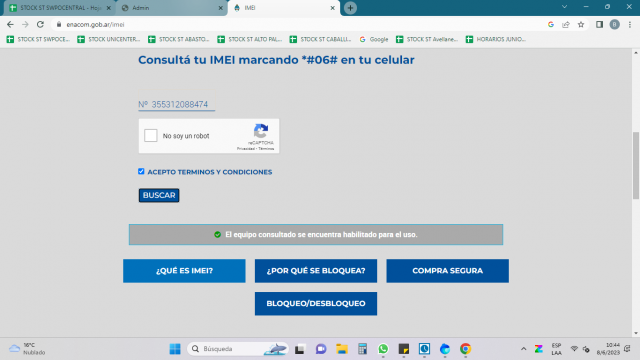 STOCK SWPOCENTRAL - Hoja
Admin
IMEI
enacom.gob.ar/imei
STOCK ST SWPOCE...
STOCK UNICENTER...
STOCK ST ABASTO...
STOCK ST ALTO PAL...
STOCK ST CABALLI...
Google
STOCK ST Avellane...
HORARIOS JUNIO...
Consultá tu IMEI marcando *#06# en tu celular
Nº 355312088474
No soy un robot
reCAPTCHA
Privacidad - Términos
ACEPTO TERMINOS Y CONDICIONES
BUSCAR
El equipo consultado se encuentra habilitado para el uso.
¿QUÉ ES IMEI?
¿POR QUÉ SE BLOQUEA?
COMPRA SEGURA
BLOQUEO/DESBLOQUEO
16°C
Nublado
Búsqueda
ESP
LAA
10:44
8/6/2023